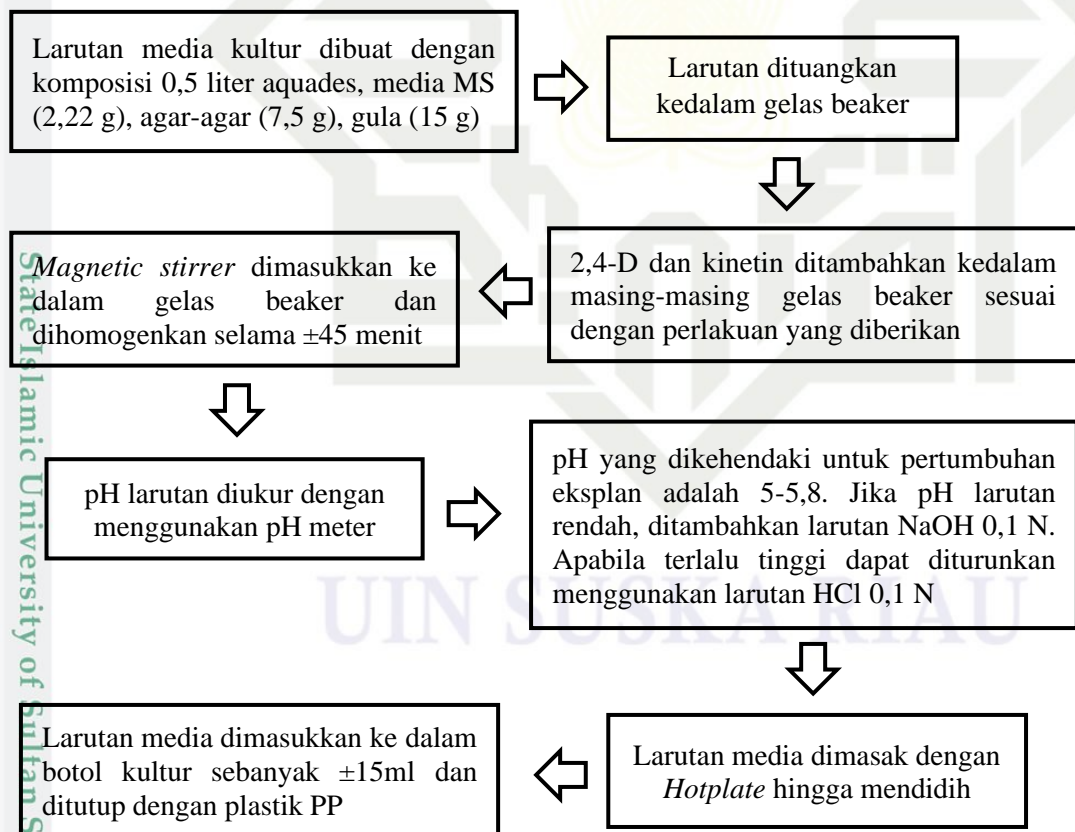 Larutan media kultur dibuat dengan
komposisi 0,5 liter aquades, media MS
(2,22 g), agar-agar (7,5 g), gula (15 g)
Larutan dituangkan
kedalam gelas beaker
2,4-D dan kinetin ditambahkan kedalam
masing-masing gelas beaker sesuai
dengan perlakuan yang diberikan
Magnetic stirrer dimasukkan ke
dalam gelas beaker dan
dihomogenkan selama ±45 menit
pH larutan diukur dengan
menggunakan pH meter
pH yang dikehendaki untuk pertumbuhan
eksplan adalah 5-5,8. Jika pH larutan
rendah, ditambahkan larutan NaOH 0,1 N.
Apabila terlalu tinggi dapat diturunkan
menggunakan larutan HCl 0,1 N
Larutan media dimasak dengan
Hotplate hingga mendidih
Larutan media dimasukkan ke dalam
botol kultur sebanyak ±15ml dan
ditutup dengan plastik PP
UIN SUSKA RIAU
State Islamic University of Sultan S